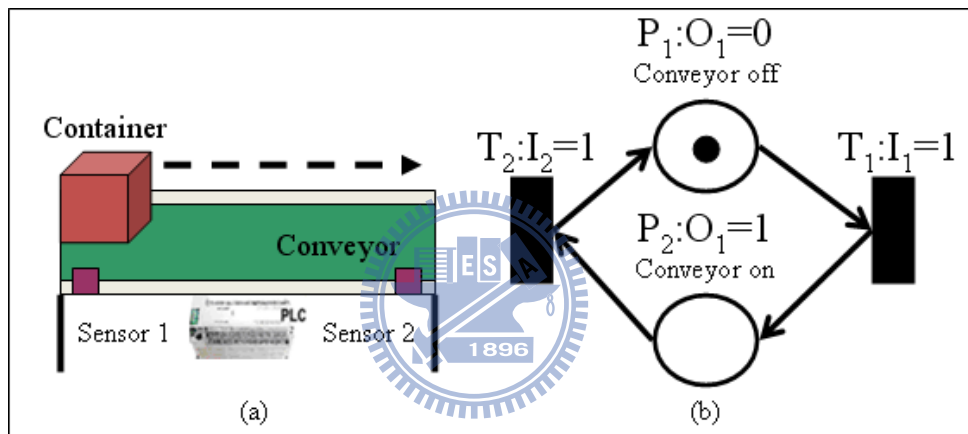 Container
Conveyor
Sensor 1
PLC
Sensor 2
(a)
P₁:O₁=0
Conveyor off
T₂:I₂=1
T₁:I₁=1
P₂:O₁=1
Conveyor on
(b)
E S A
1896